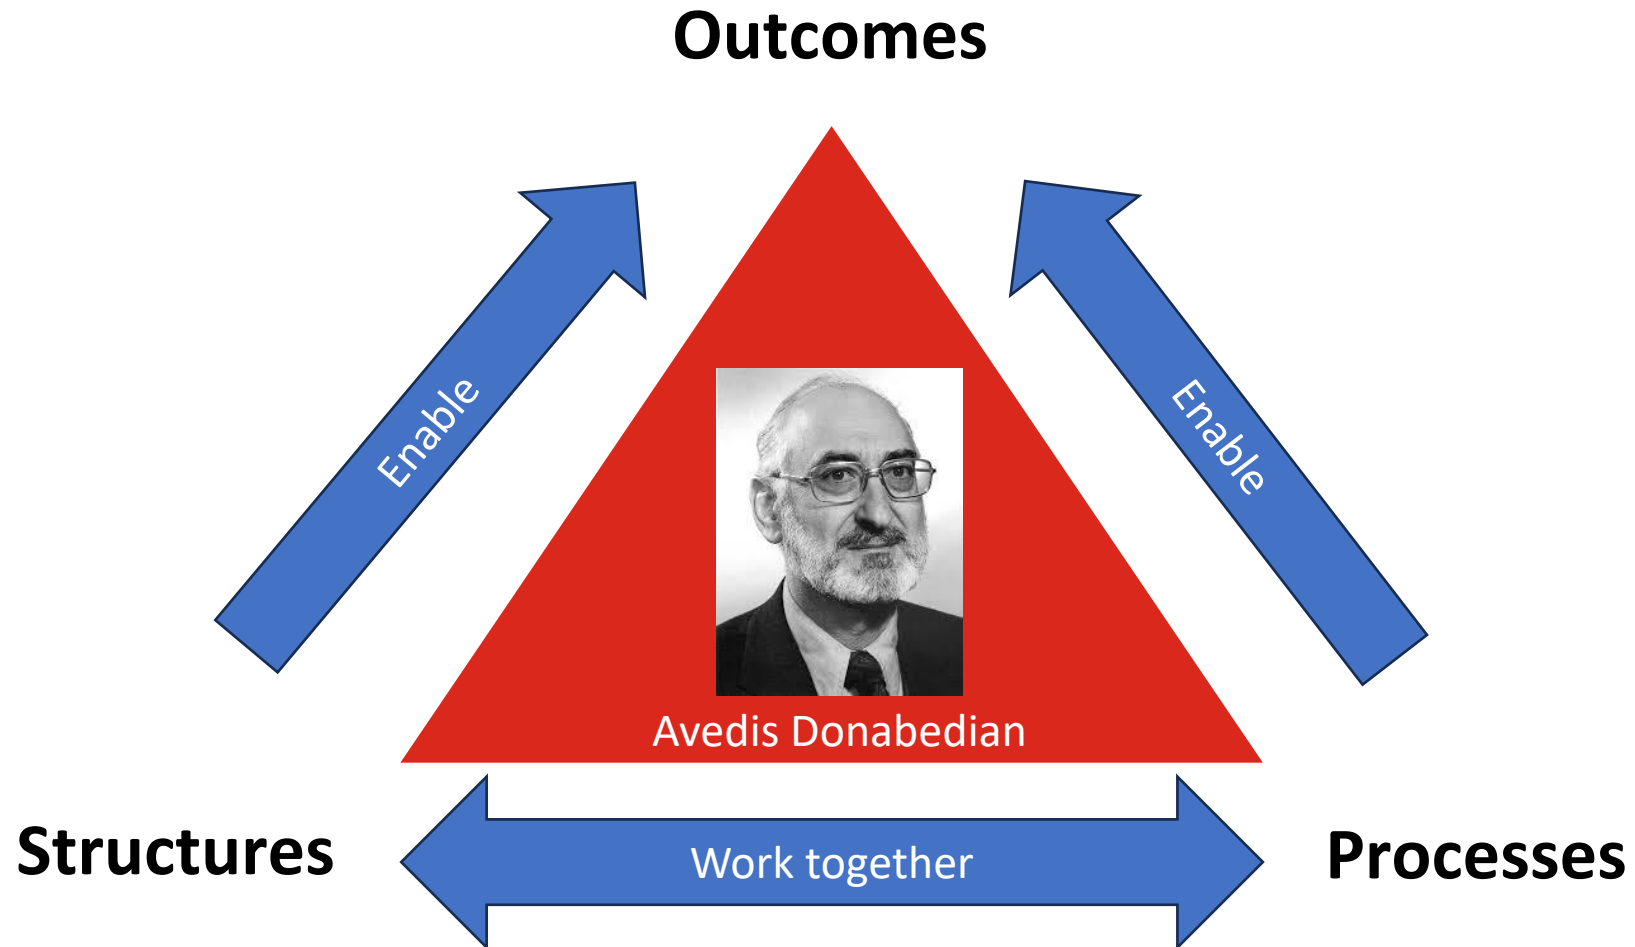 Outcomes
Enable
Enable
Avedis Donabedian
Structures
Work together
Processes